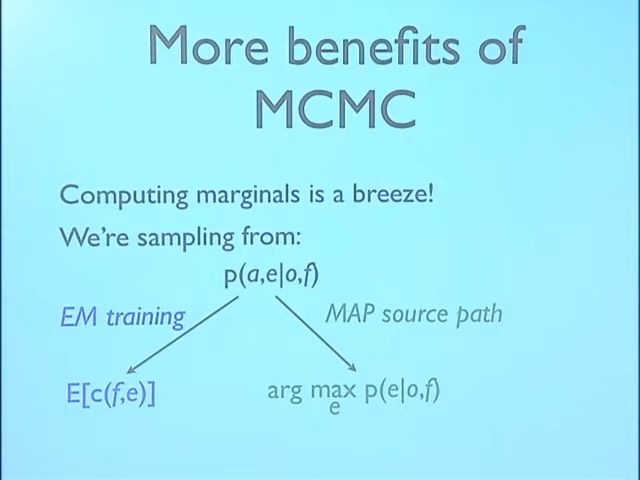 More benefits of
MCMC
Computing marginals is a breeze!
We're sampling from:
p(a,e|o,f)
EM training
MAP source path
E[c(f,e)]
arg max p(e|o,f)
e